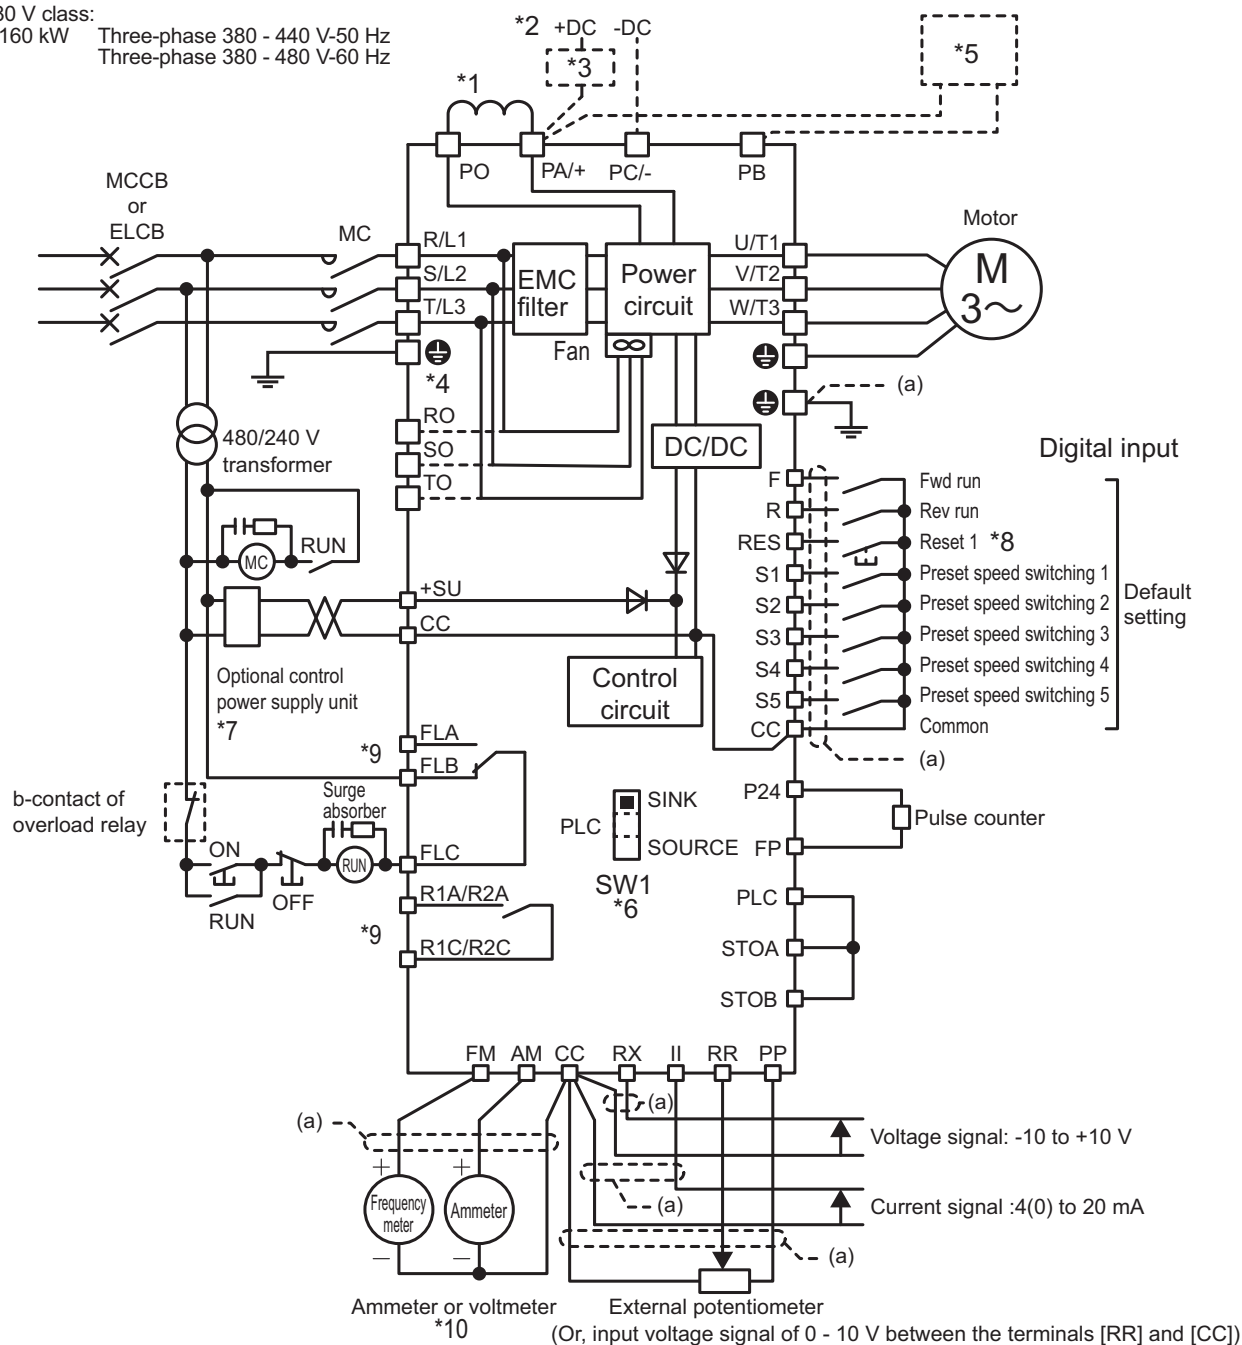 30 V class:
160 kW Three-phase 380 - 440 V-50 Hz
Three-phase 380 - 480 V-60 Hz
*2 +DC -DC
*3
*5
*1
PO
PA/+
PC/-
PB
MCCB
or
ELCB
MC
R/L1
S/L2
T/L3
EMC
filter
Power
circuit
Fan
U/T1
V/T2
W/T3
Motor
M
3~
*4
(a)
RO
SO
TO
480/240 V
transformer
DC/DC
Digital input
MC
RUN
+SU
CC
Optional control
power supply unit
*7
Control
circuit
F
R
RES
S1
S2
S3
S4
S5
CC
Fwd run
Rev run
Reset 1 *8
Preset speed switching 1
Preset speed switching 2
Preset speed switching 3
Preset speed switching 4
Preset speed switching 5
Common
Default
setting
(a)
*9
FLA
FLB
FLC
b-contact of
overload relay
Surge
absorber
ON
OFF
RUN
RUN
PLC
SINK
SOURCE
SW1
*6
P24
FP
Pulse counter
*9
R1A/R2A
R1C/R2C
PLC
STOA
STOB
FM AM CC RX II RR PP
(a)
(a)
Voltage signal: -10 to +10 V
+
+
Frequency
meter
Ammeter
−
−
(a)
Current signal :4(0) to 20 mA
(a)
Ammeter or voltmeter
*10
External potentiometer
(Or, input voltage signal of 0 - 10 V between the terminals [RR] and [CC])